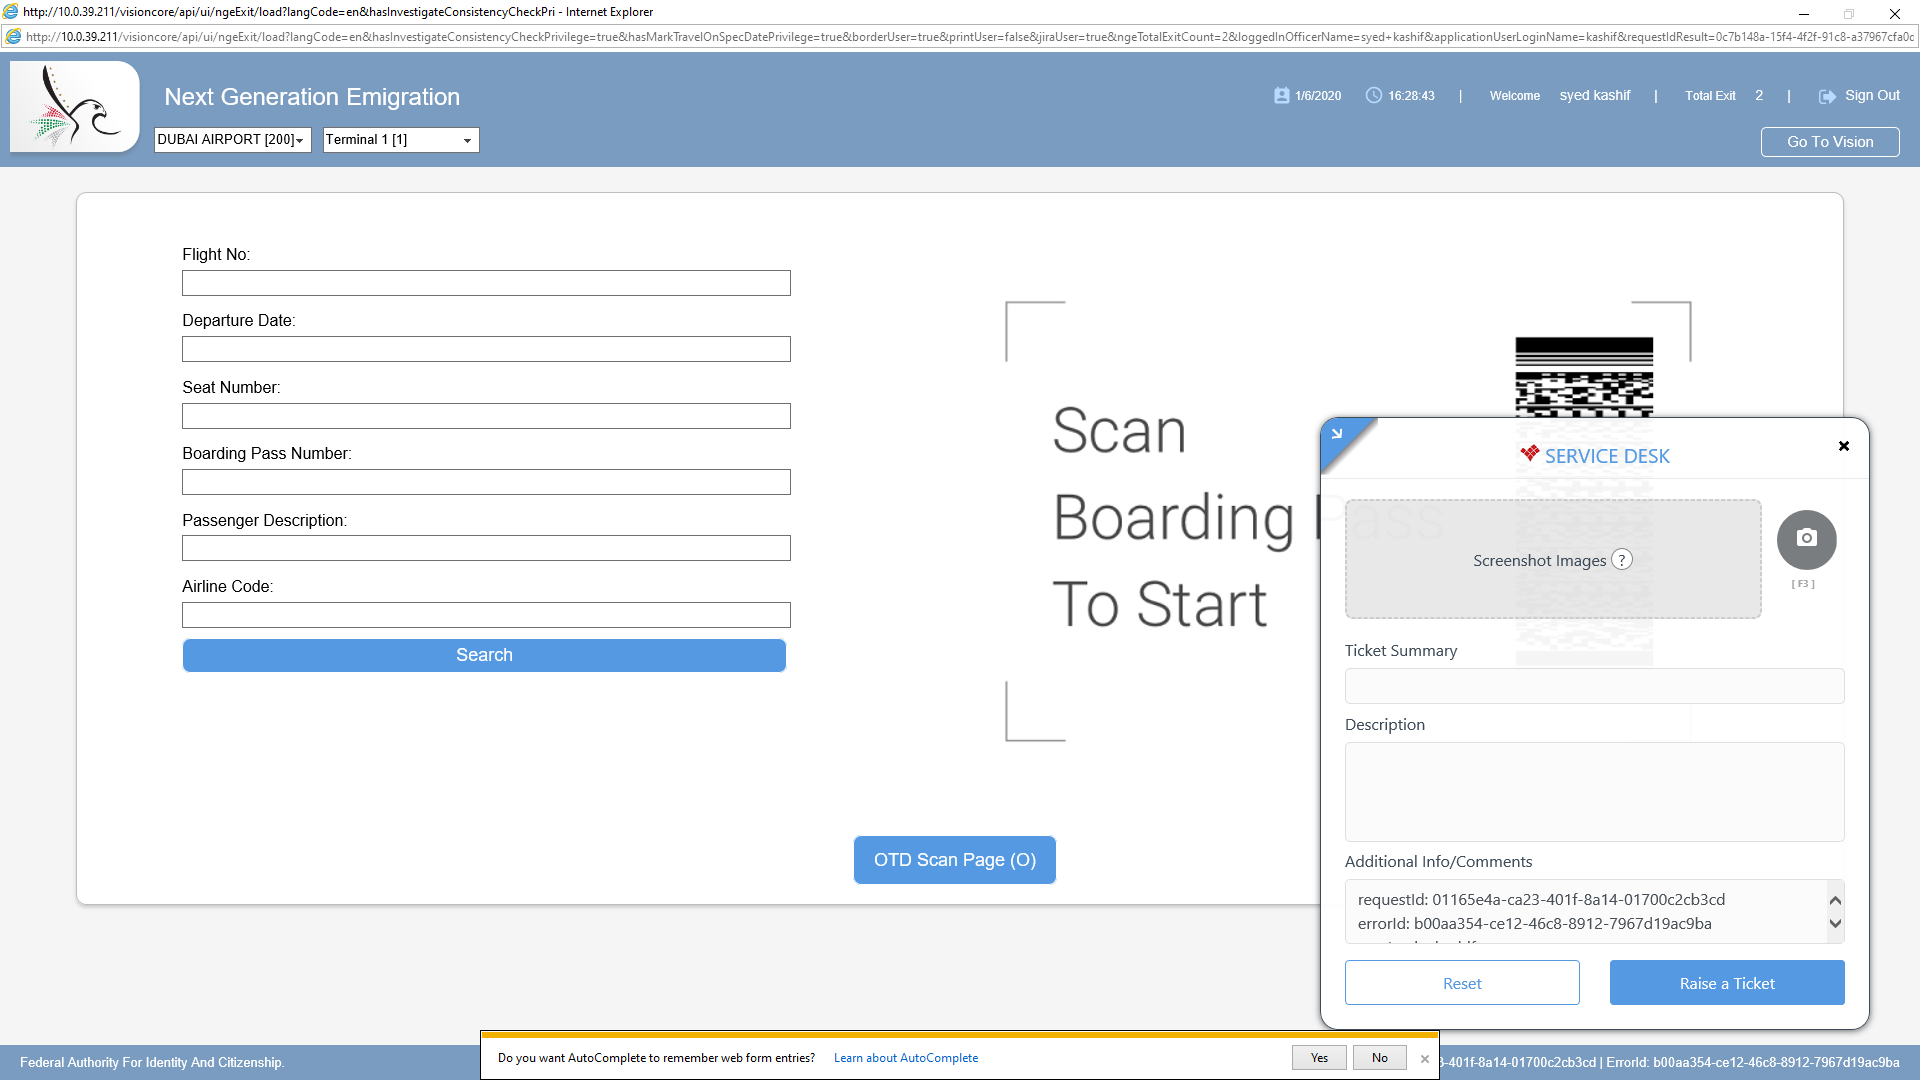 http://10.0.39.211/visioncore/api/ui/ngeExit/load?langCode=en&hasInvestigateConsistencyCheckPri - Internet Explorer
http://10.0.39.211/visioncore/api/ui/ngeExit/load?langCode=en&hasInvestigateConsistencyCheckPrivilege=true&hasMarkTravelOnSpecDatePrivilege=true&borderUser=true&printUser=false&jiraUser=true&ngeTotalExitCount=2&loggedInOfficerName=syed+kashif&applicationUserLoginName=kashif&requestIdResult=0c7b148a-15f4-4f2f-91c8-a37967cfa0c
Next Generation Emigration
1/6/2020 16:28:43 | Welcome syed kashif | Total Exit 2 | Sign Out
DUBAI AIRPORT [200] Terminal 1 [1]
Go To Vision
Flight No:
Departure Date:
Seat Number:
Boarding Pass Number:
Passenger Description:
Airline Code:
Search
Scan
Boarding Pass
To Start
OTD Scan Page (O)
SERVICE DESK
Screenshot Images ?
[ F3 ]
Ticket Summary
Description
Additional Info/Comments
requestId: 01165e4a-ca23-401f-8a14-01700c2cb3cd
errorId: b00aa354-ce12-46c8-8912-7967d19ac9ba
Reset
Raise a Ticket
Do you want AutoComplete to remember web form entries? Learn about AutoComplete Yes No
Federal Authority For Identity And Citizenship.
3-401f-8a14-01700c2cb3cd | ErrorId: b00aa354-ce12-46c8-8912-7967d19ac9ba